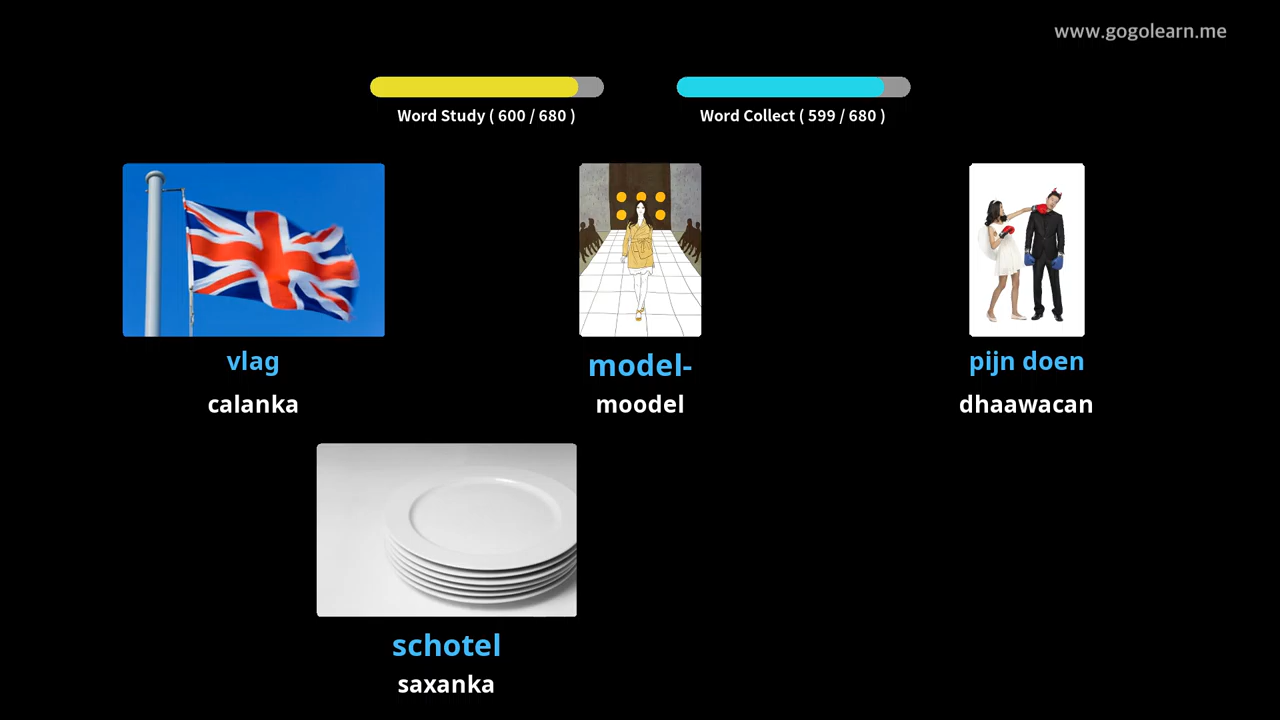 www.gogolearn.me
Word Study ( 600 / 680 )
Word Collect ( 599 / 680 )
vlag
calanka
model-
moodel
pijn doen
dhaawacan
schotel
saxanka